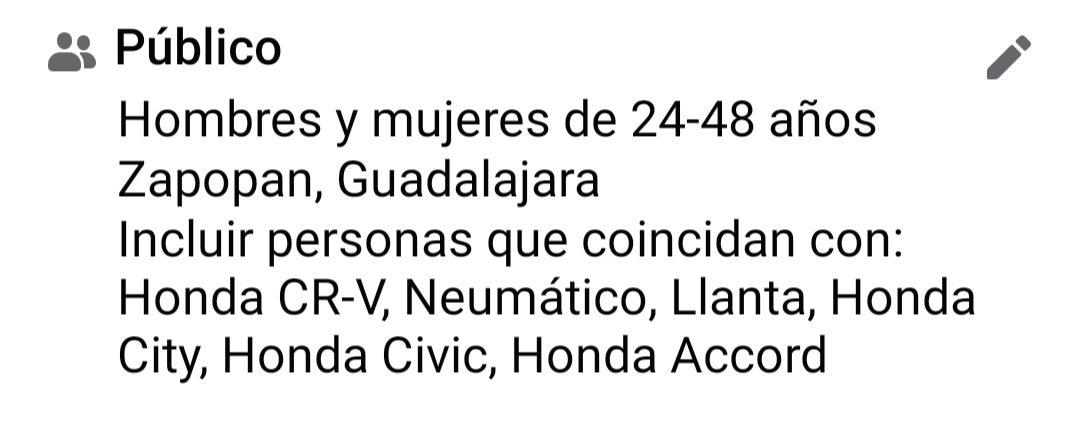 Público
Hombres y mujeres de 24-48 años
Zapopan, Guadalajara
Incluir personas que coincidan con:
Honda CR-V, Neumático, Llanta, Honda
City, Honda Civic, Honda Accord